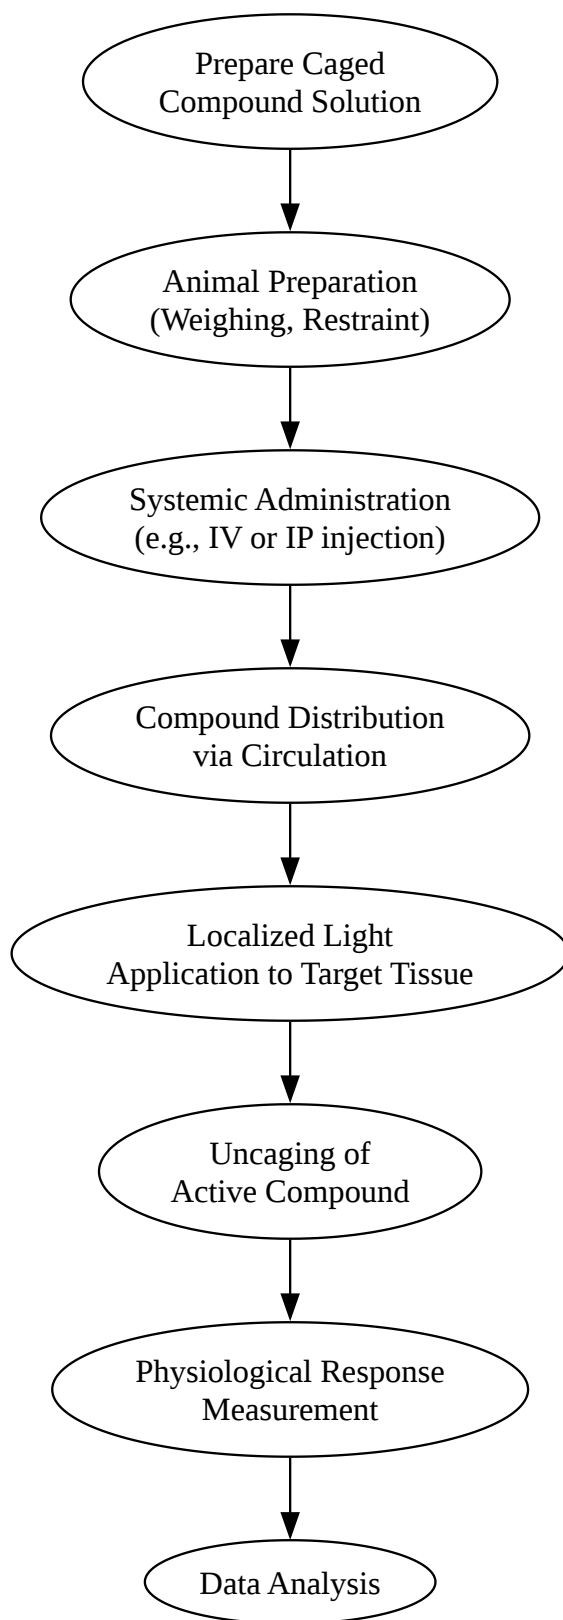 Prepare Caged
Compound Solution
Animal Preparation
(Weighing, Restraint)
Systemic Administration
(e.g., IV or IP injection)
Compound Distribution
via Circulation
Localized Light
Application to Target Tissue
Uncaging of
Active Compound
Physiological Response
Measurement
Data Analysis